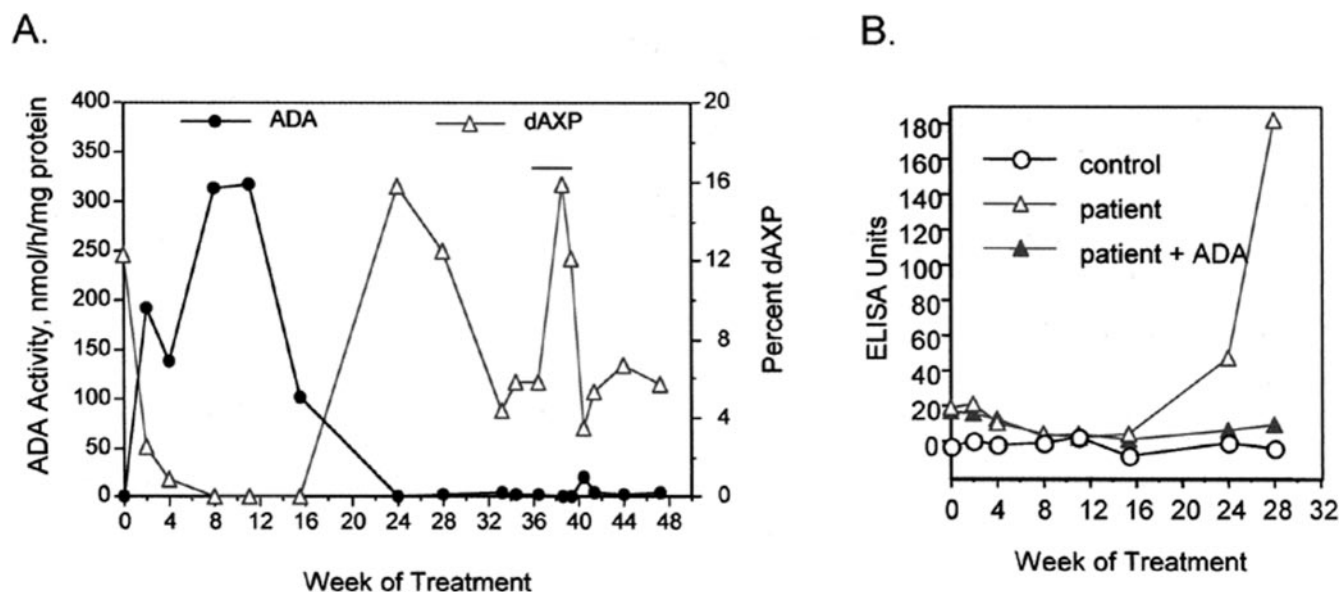 A.
ADA
dAXP
400
350
300
250
200
150
100
50
0
ADA Activity, nmol/h/mg protein
20
16
12
8
4
0
Percent dAXP
0 4 8 12 16 20 24 28 32 36 40 44 48
Week of Treatment
B.
control
patient
patient + ADA
180
160
140
120
100
80
60
40
20
0
ELISA Units
0 4 8 12 16 20 24 28 32
Week of Treatment